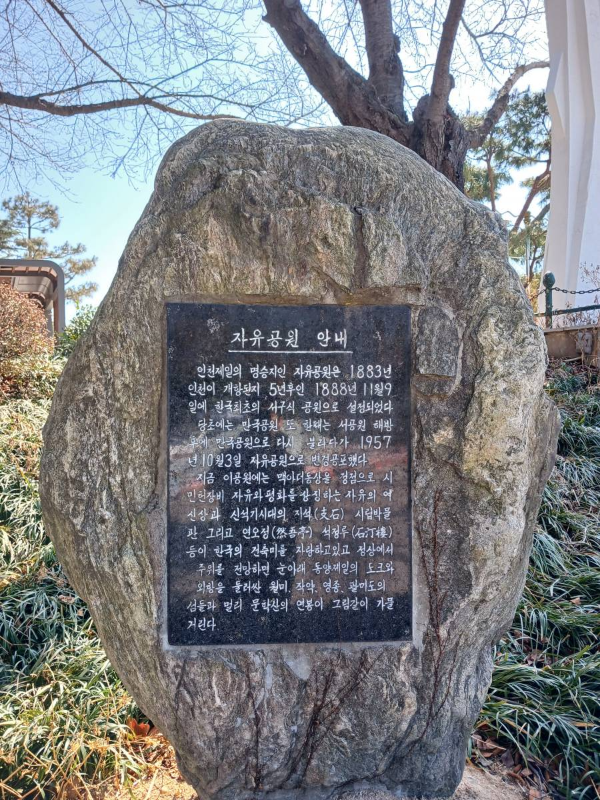 자유공원 안내
인천제일의 명승지인 자유공원은 1883년
인천이 개항된지 5년후인 1888년 11월9
일에 한국최초의 서구식 공원으로 설정되었다
당초에는 만국공원 또 한때는 서공원 해방
후에 만국공원으로 다시 불리다가 1957
년 10월3일 자유공원으로 변경공포했다
지금 이공원에는 맥아더동상을 정점으로 시
민헌장비 자유와 평화를 상징하는 자유의 여
신상과 신석기시대의 지석(支石) 시립박물
관 그리고 연오정(然吾亭) 석정루(石汀樓)
등이 한국의 건축미를 자랑하고있고 정상에서
주위를 전망하면 눈아래 동양제일의 도크와
외항을 둘러싼 월미, 작약, 영종, 팔미도의
섬들과 멀리 문학산의 연봉이 그림같이 가물
거린다